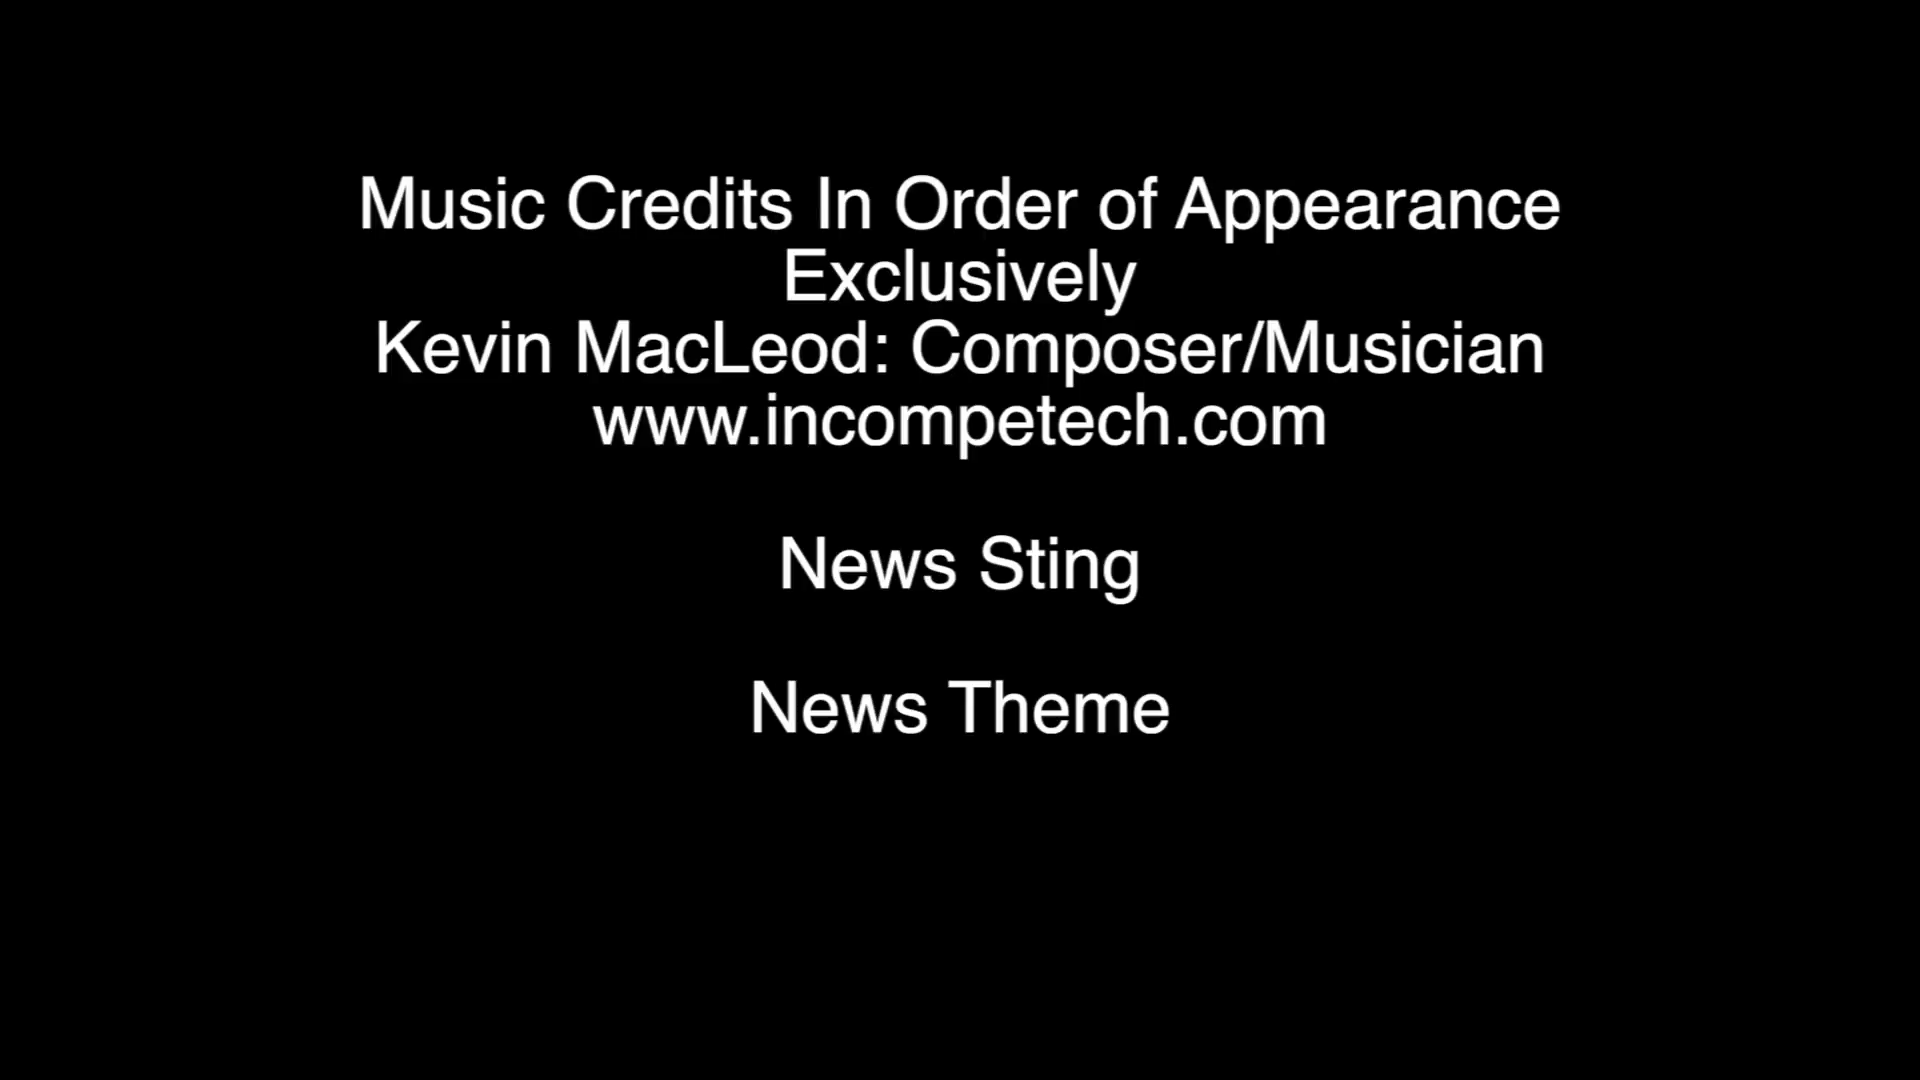 Music Credits In Order of Appearance
Exclusively
Kevin MacLeod: Composer/Musician
www.incompetech.com
News Sting
News Theme